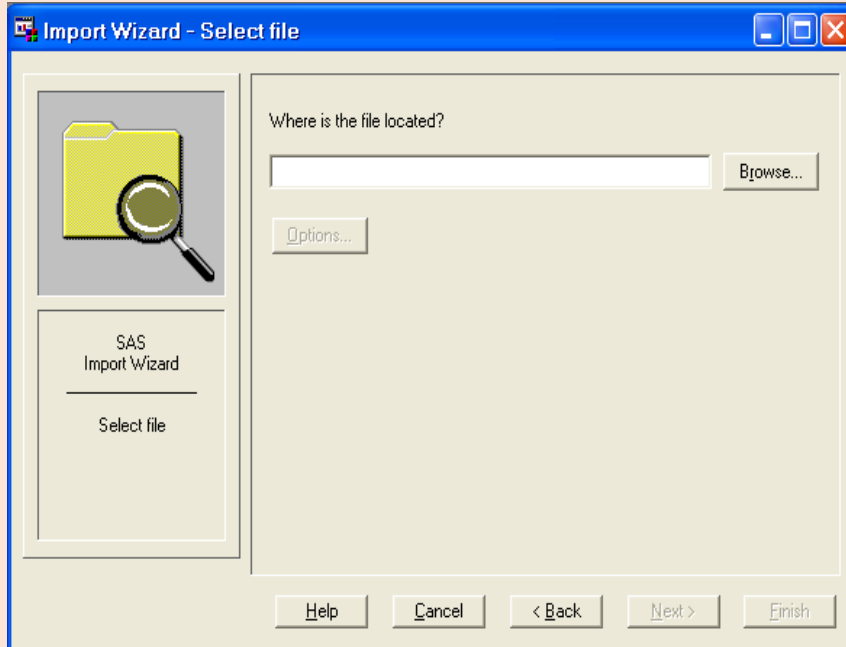 Import Wizard - Select file
Where is the file located?
Browse...
Options...
SAS
Import Wizard
Select file
Help
Cancel
< Back
Next >
Finish